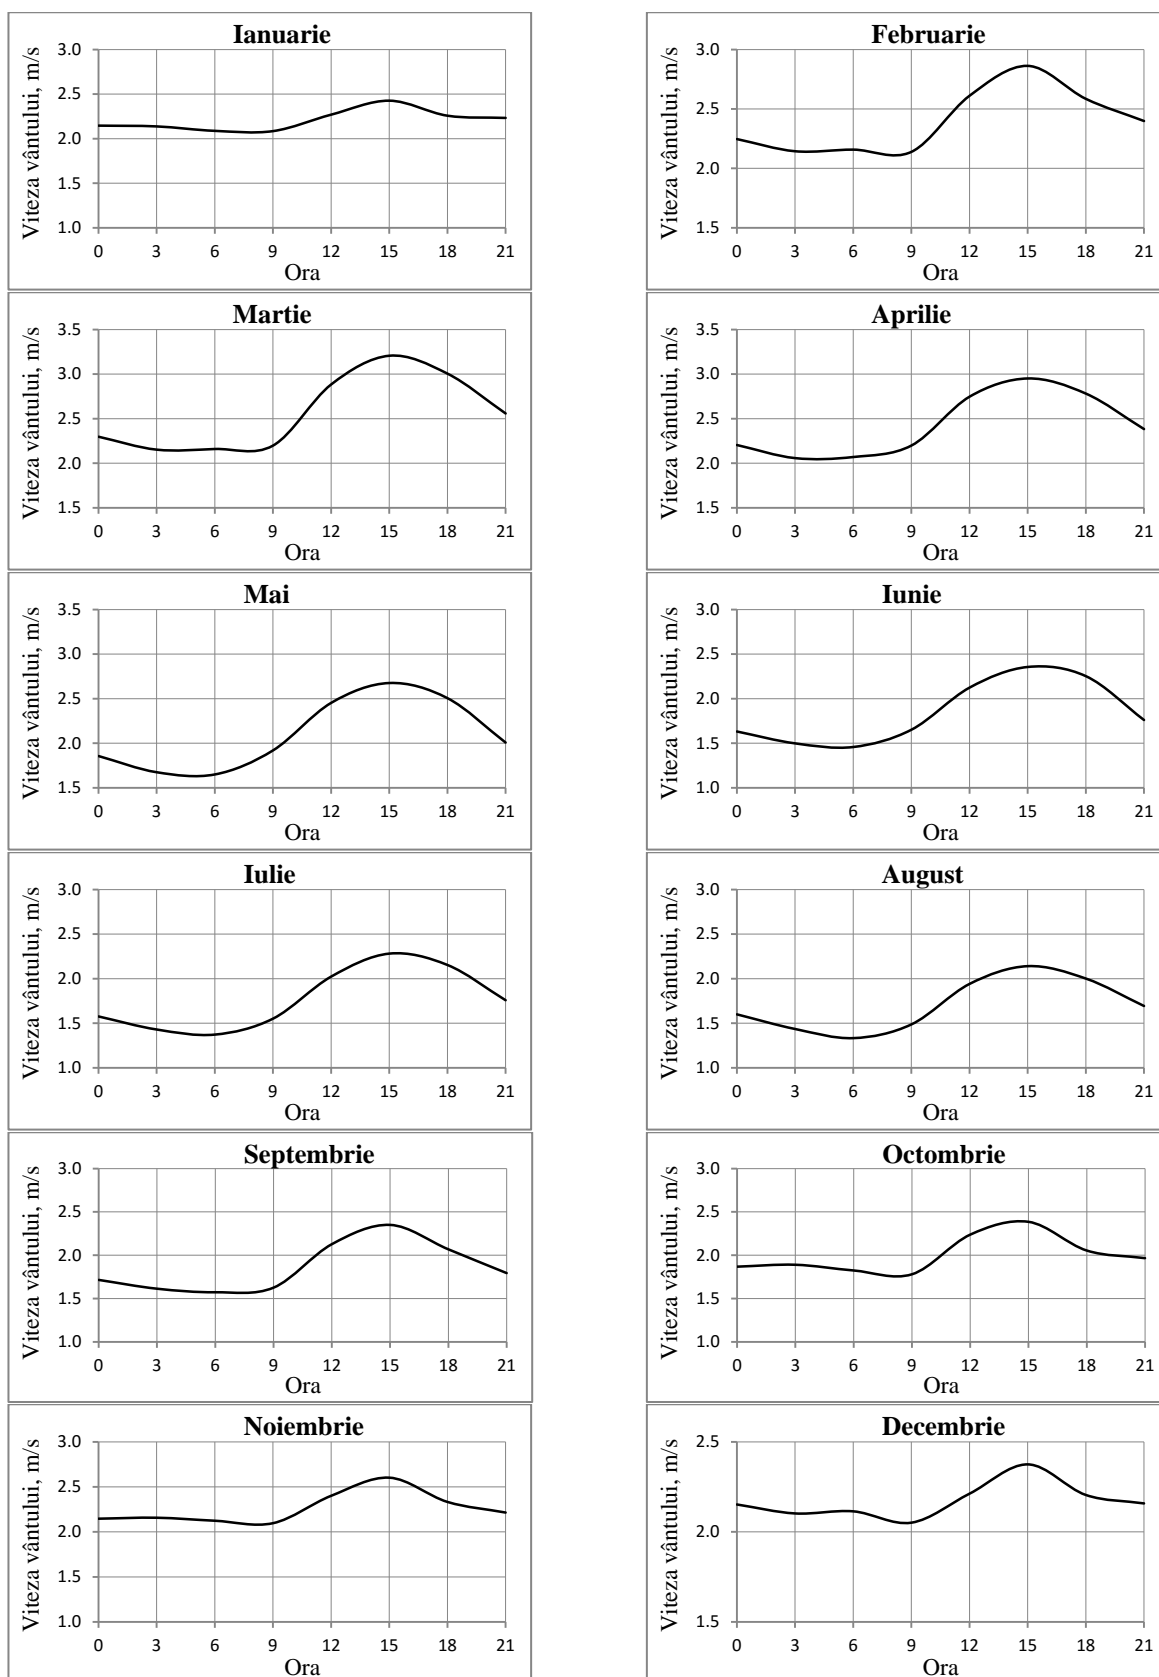 Ianuarie
Viteza vântului, m/s
3.0
2.5
2.0
1.5
1.0
0 3 6 9 12 15 18 21
Ora
Februarie
Viteza vântului, m/s
3.0
2.5
2.0
1.5
0 3 6 9 12 15 18 21
Ora
Martie
Viteza vântului, m/s
3.5
3.0
2.5
2.0
1.5
0 3 6 9 12 15 18 21
Ora
Aprilie
Viteza vântului, m/s
3.5
3.0
2.5
2.0
1.5
0 3 6 9 12 15 18 21
Ora
Mai
Viteza vântului, m/s
3.5
3.0
2.5
2.0
1.5
0 3 6 9 12 15 18 21
Ora
Iunie
Viteza vântului, m/s
3.0
2.5
2.0
1.5
1.0
0 3 6 9 12 15 18 21
Ora
Iulie
Viteza vântului, m/s
3.0
2.5
2.0
1.5
1.0
0 3 6 9 12 15 18 21
Ora
August
Viteza vântului, m/s
3.0
2.5
2.0
1.5
1.0
0 3 6 9 12 15 18 21
Ora
Septembrie
Viteza vântului, m/s
3.0
2.5
2.0
1.5
1.0
0 3 6 9 12 15 18 21
Ora
Octombrie
Viteza vântului, m/s
3.0
2.5
2.0
1.5
1.0
0 3 6 9 12 15 18 21
Ora
Noiembrie
Viteza vântului, m/s
3.0
2.5
2.0
1.5
1.0
0 3 6 9 12 15 18 21
Ora
Decembrie
Viteza vântului, m/s
2.5
2.0
1.5
0 3 6 9 12 15 18 21
Ora